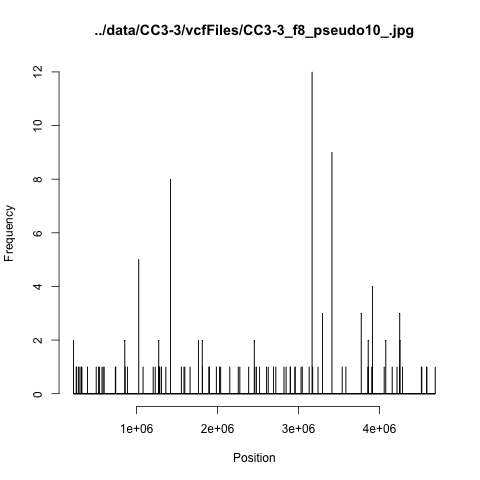 ../data/CC3-3/vcfFiles/CC3-3_f8_pseudo10_.jpg
12
10
8
6
4
2
0
Frequency
1e+06 2e+06 3e+06 4e+06
Position